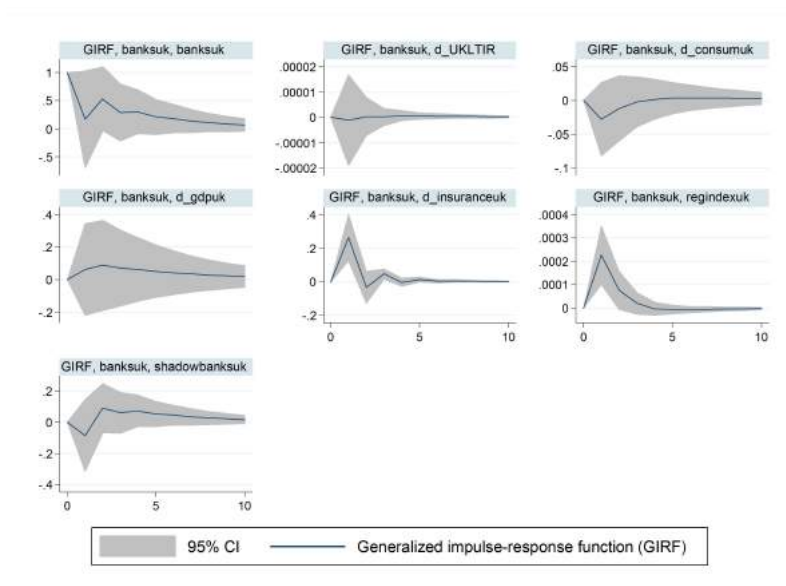 GIRF, banksuk, banksuk
GIRF, banksuk, d_UKLTIR
GIRF, banksuk, d_consumuk
1
.5
0
-.5
.00002
.00001
0
-.00001
-.00002
.05
0
-.05
-.1
GIRF, banksuk, d_gdpuk
GIRF, banksuk, d_insuranceuk
GIRF, banksuk, regindexuk
.4
.2
0
-.2
.4
.2
0
-.2
0 5 10
.0004
.0003
.0002
.0001
0
0 5 10
GIRF, banksuk, shadowbanksuk
.2
0
-.2
-.4
0 5 10
95% CI
Generalized impulse-response function (GIRF)